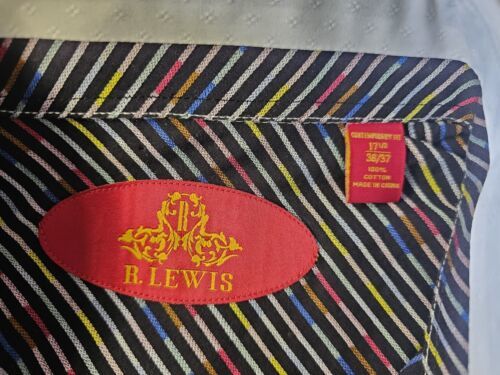 CONTEMPORARY FIT
17 1/2
36/37
100%
COTTON
MADE IN CHINA
R
R. LEWIS